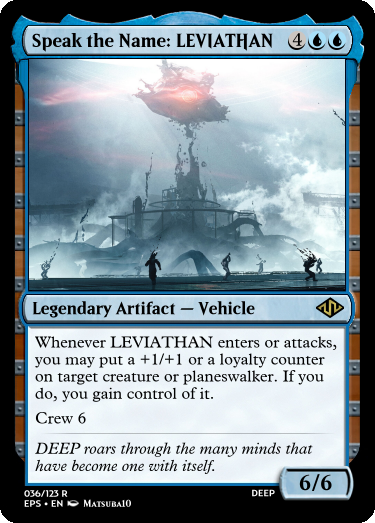 Speak the Name: LEVIATHAN 4
Legendary Artifact — Vehicle
Whenever LEVIATHAN enters or attacks,
you may put a +1/+1 or a loyalty counter
on target creature or planeswalker. If you
do, you gain control of it.
Crew 6
DEEP roars through the many minds that
have become one with itself.
6/6
036/123 R
DEEP
EPS • EN Matsuba10